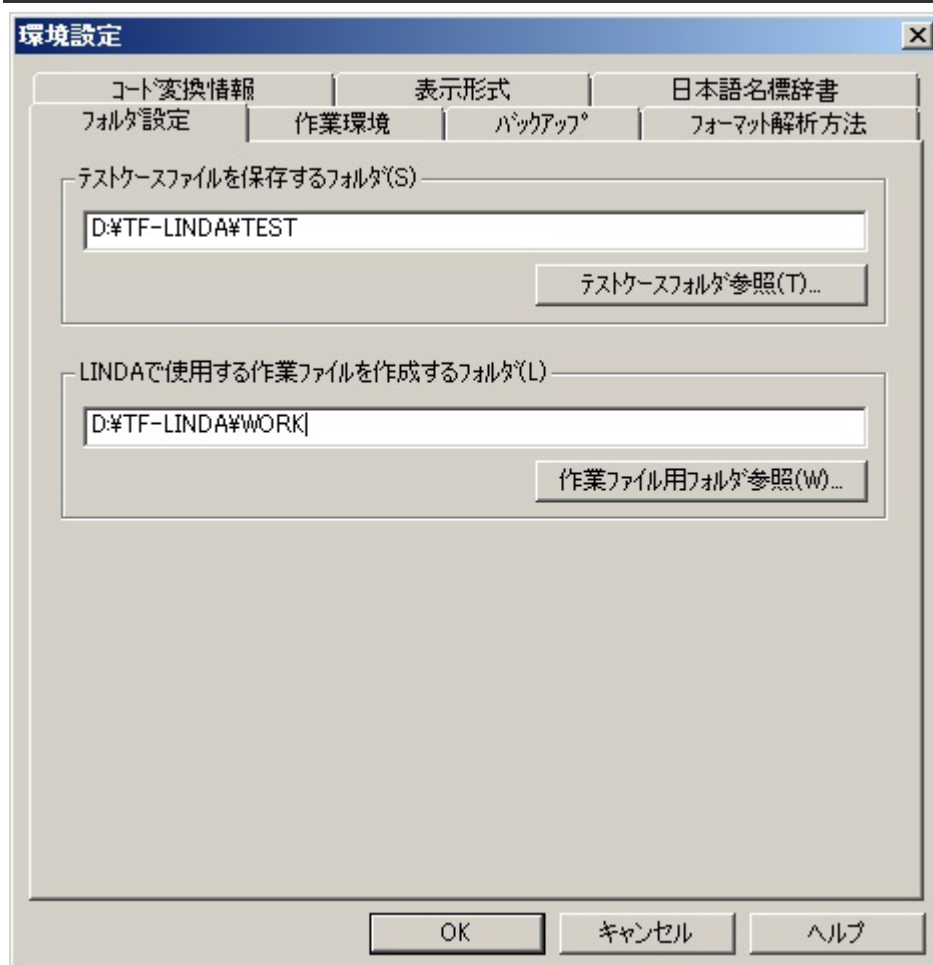 環境設定
コード変換情報 表示形式 日本語名標辞書
フォルダ設定 作業環境 バックアップ フォーマット解析方法
テストケースファイルを保存するフォルダ(S)
D:¥TF-LINDA¥TEST
テストケースフォルダ参照(T)...
LINDAで使用する作業ファイルを作成するフォルダ(L)
D:¥TF-LINDA¥WORK
作業ファイル用フォルダ参照(W)...
OK キャンセル ヘルプ